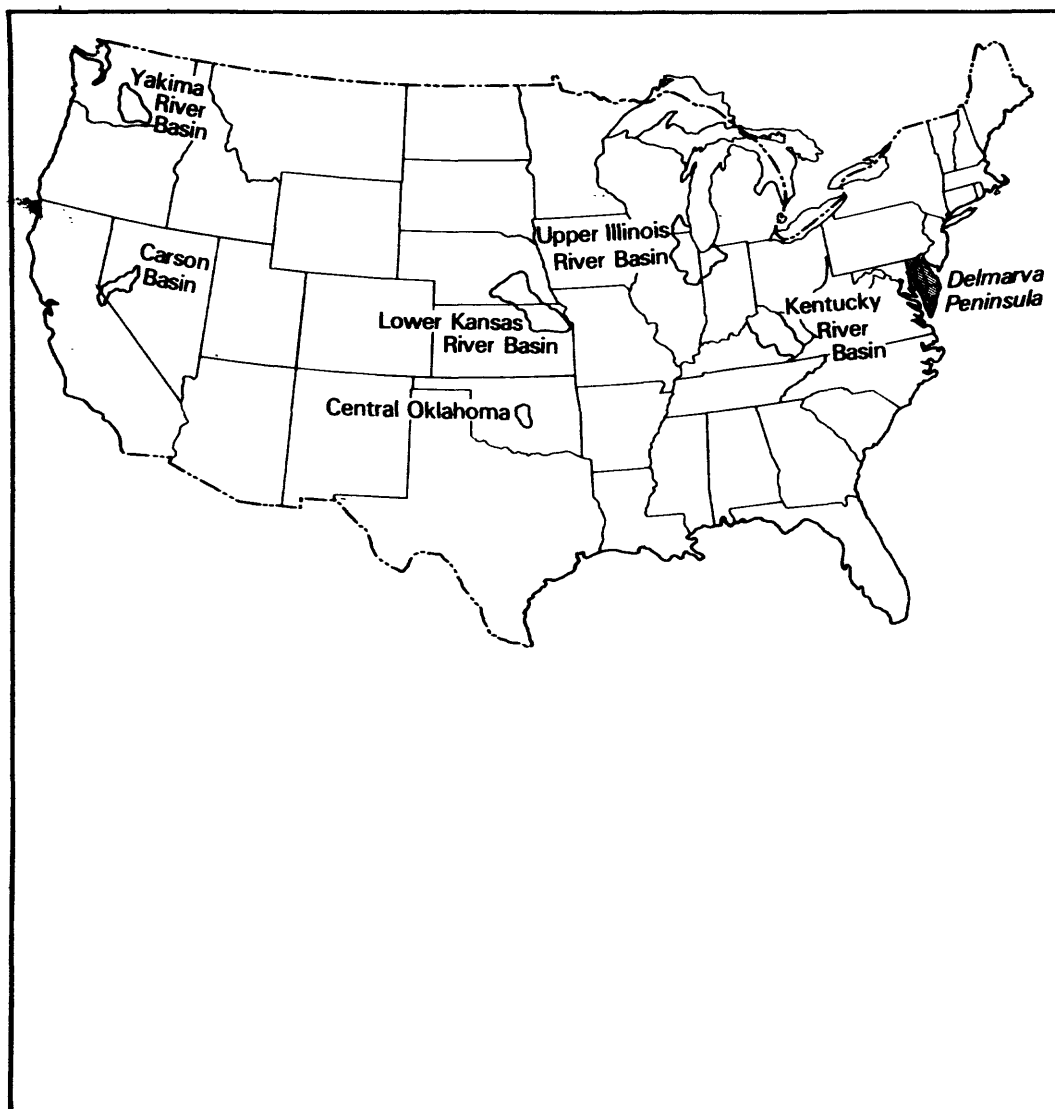 Yakima
River
Basin
Carson
Basin
Upper Illinois
River Basin
Delmarva
Peninsula
Kentucky
River
Basin
Lower Kansas
River Basin
Central Oklahoma